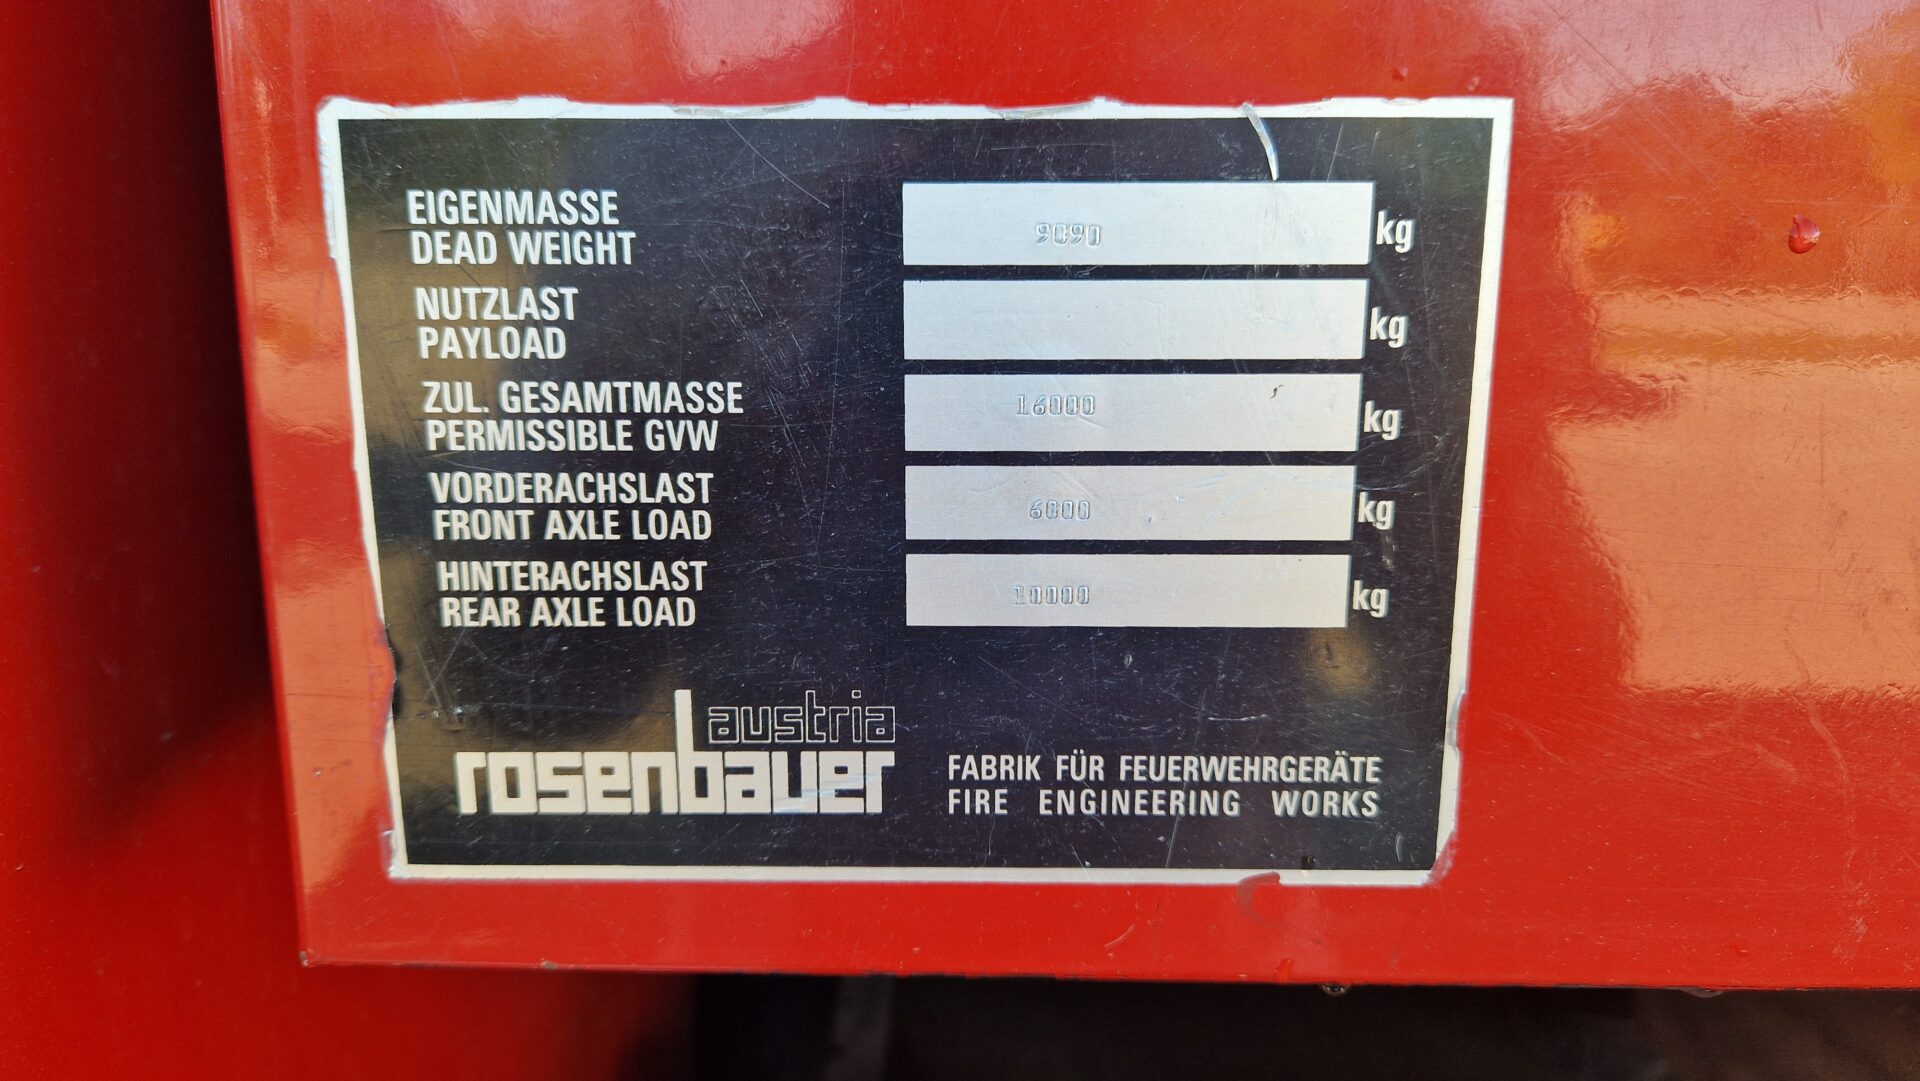 EIGENMASSE
DEAD WEIGHT
9090 kg
NUTZLAST
PAYLOAD
kg
ZUL. GESAMTMASSE
PERMISSIBLE GVW
16000 kg
VORDERACHSLAST
FRONT AXLE LOAD
6000 kg
HINTERACHSLAST
REAR AXLE LOAD
10000 kg
austria
rosenbauer
FABRIK FÜR FEUERWEHRGERÄTE
FIRE ENGINEERING WORKS